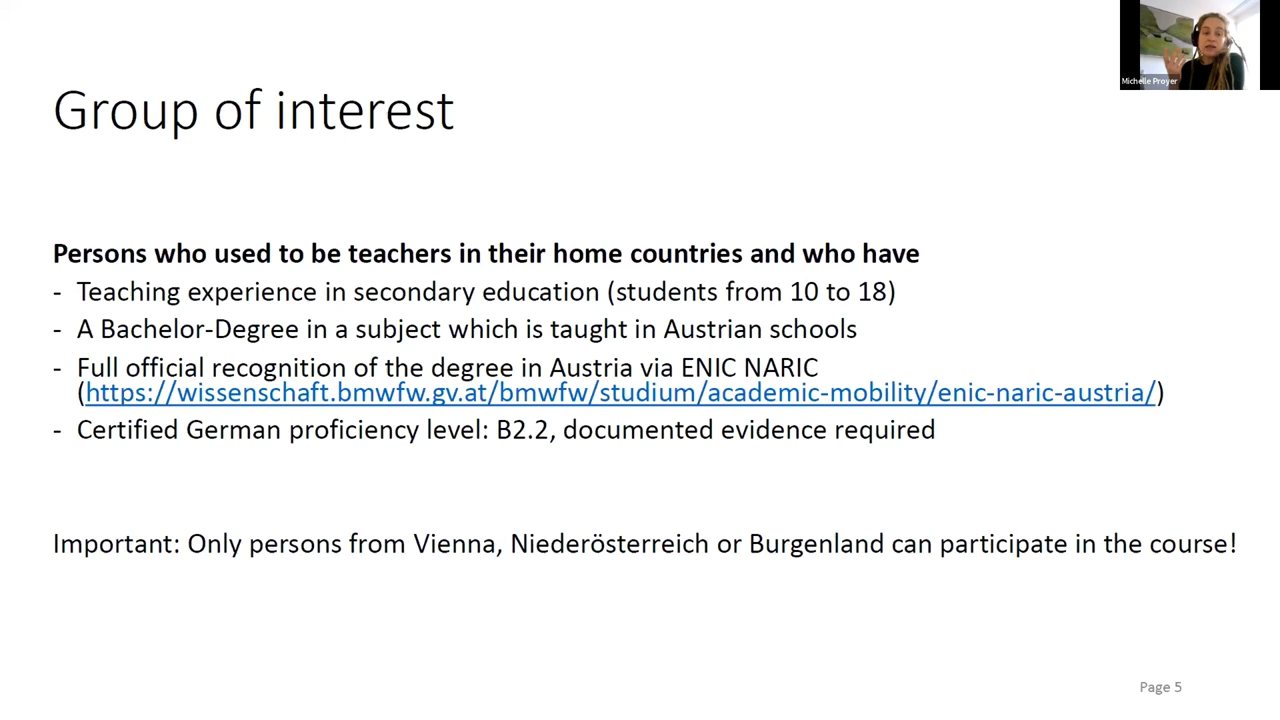 Michelle Proyer
Group of interest
Persons who used to be teachers in their home countries and who have
- Teaching experience in secondary education (students from 10 to 18)
- A Bachelor-Degree in a subject which is taught in Austrian schools
- Full official recognition of the degree in Austria via ENIC NARIC
(https://wissenschaft.bmwfw.gv.at/bmwfw/studium/academic-mobility/enic-naric-austria/)
- Certified German proficiency level: B2.2, documented evidence required
Important: Only persons from Vienna, Niederösterreich or Burgenland can participate in the course!
Page 5